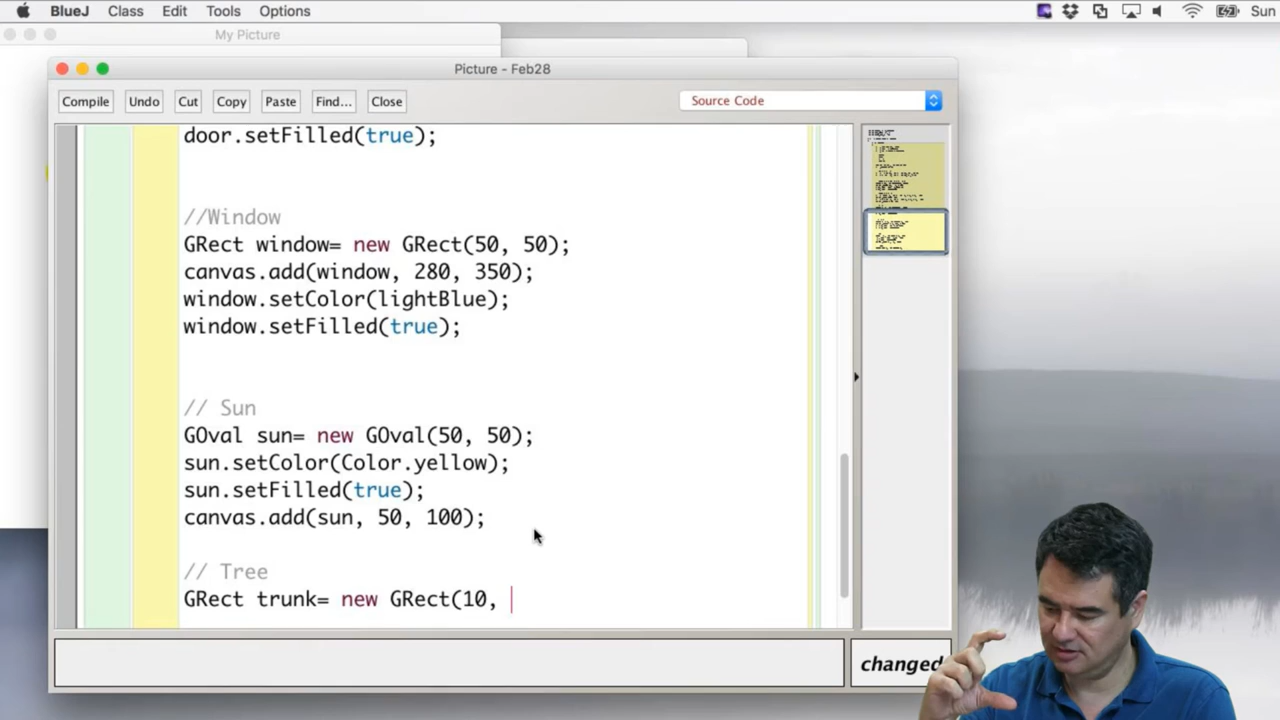 BlueJ Class Edit Tools Options Sun
My Picture
Picture - Feb28
Compile Undo Cut Copy Paste Find... Close Source Code
door.setFilled(true);
//Window
GRect window= new GRect(50, 50);
canvas.add(window, 280, 350);
window.setColor(lightBlue);
window.setFilled(true);
// Sun
GOval sun= new GOval(50, 50);
sun.setColor(Color.yellow);
sun.setFilled(true);
canvas.add(sun, 50, 100);
// Tree
GRect trunk= new GRect(10,
changed